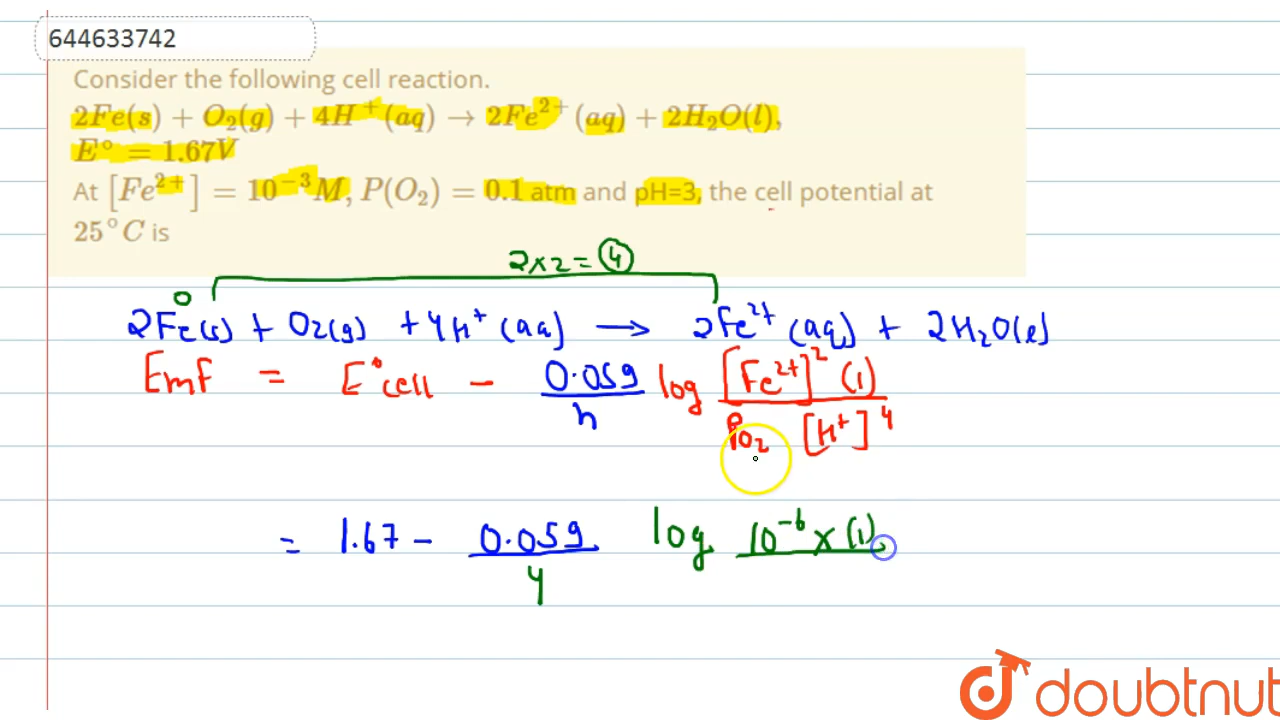 644633742
Consider the following cell reaction.
2Fe(s) + O₂(g) + 4H⁺(aq) → 2Fe²⁺(aq) + 2H₂O(l),
E° = 1.67V
At [Fe²⁺] = 10⁻³M, P(O₂) = 0.1 atm and pH=3, the cell potential at
25°C is
2×2 = 4
0
2Fe(s) + O₂(g) + 4H⁺(aq) → 2Fe²⁺(aq) + 2H₂O(l)
Emf = E°cell - 0.059/n log [Fe²⁺]² (1) / PO₂ [H⁺]⁴
= 1.67 - 0.059/4 log 10⁻⁶ × (1)
doubtnut